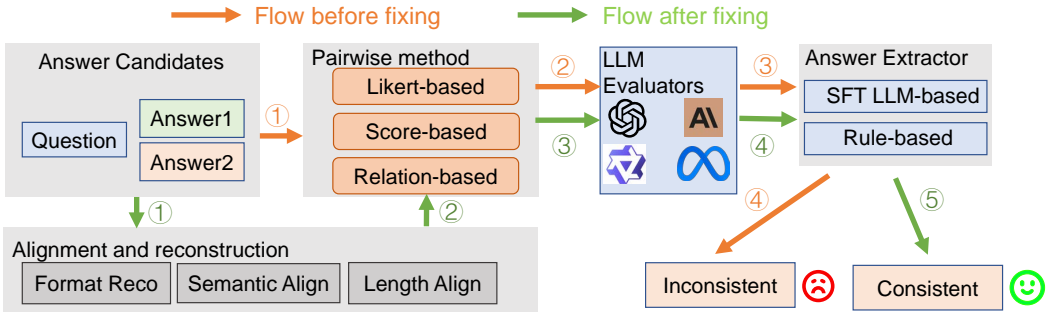 Flow before fixing
Flow after fixing
Answer Candidates
Question
Answer1
Answer2
①
Pairwise method
Likert-based
Score-based
Relation-based
②
③
LLM
Evaluators
③
④
Answer Extractor
SFT LLM-based
Rule-based
①
②
④
⑤
Alignment and reconstruction
Format Reco
Semantic Align
Length Align
Inconsistent
Consistent